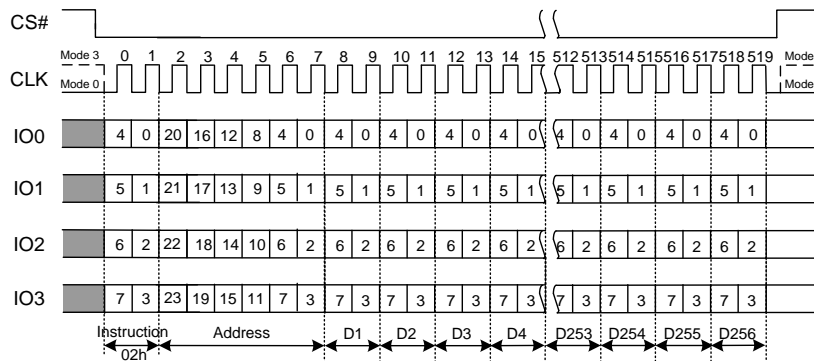 CS#
Mode 3 0 1 2 3 4 5 6 7 8 9 10 11 12 13 14 15 512 513 514 515 516 517 518 519 Mode
CLK
Mode 0 Mode
IO0 4 0 20 16 12 8 4 0 4 0 4 0 4 0 4 0 4 0 4 0 4 0 4 0
IO1 5 1 21 17 13 9 5 1 5 1 5 1 5 1 5 1 5 1 5 1 5 1 5 1
IO2 6 2 22 18 14 10 6 2 6 2 6 2 6 2 6 2 6 2 6 2 6 2 6 2
IO3 7 3 23 19 15 11 7 3 7 3 7 3 7 3 7 3 7 3 7 3 7 3 7 3
Instruction Address D1 D2 D3 D4 D253 D254 D255 D256
02h